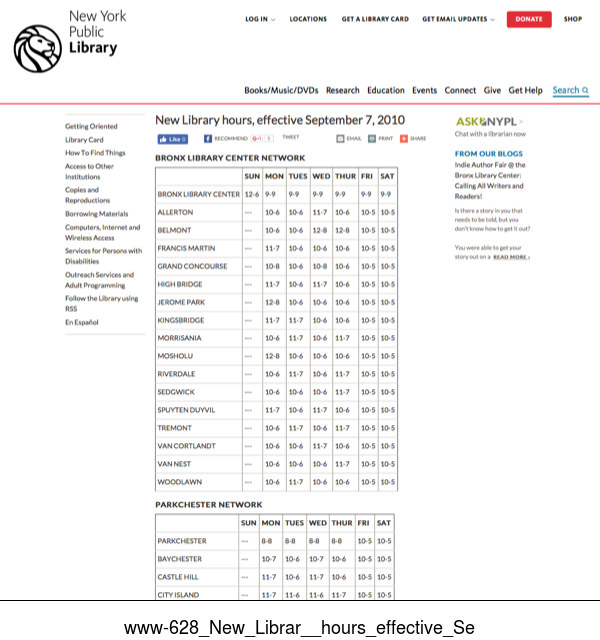 New York
Public
Library
LOG IN LOCATIONS GET A LIBRARY CARD GET EMAIL UPDATES DONATE SHOP
Books/Music/DVDs Research Education Events Connect Give Get Help Search
Getting Oriented
Library Card
How To Find Things
Access to Other
Institutions
Copies and
Reproductions
Borrowing Materials
Computers, Internet and
Wireless Access
Services for Persons with
Disabilities
Outreach Services and
Adult Programming
Follow the Library using
RSS
En Español
New Library hours, effective September 7, 2010
Like 0 RECOMMEND G+1 TWEET EMAIL PRINT SHARE
BRONX LIBRARY CENTER NETWORK
SUN MON TUES WED THUR FRI SAT
BRONX LIBRARY CENTER 12-6 9-9 9-9 9-9 9-9 9-9 9-9
ALLERTON --- 10-6 10-6 11-7 10-6 10-5 10-5
BELMONT --- 10-6 10-6 12-8 12-8 10-5 10-5
FRANCIS MARTIN --- 11-7 10-6 10-6 10-6 10-5 10-5
GRAND CONCOURSE --- 10-8 10-6 10-8 10-6 10-5 10-5
HIGH BRIDGE --- 11-7 10-6 11-7 10-6 10-5 10-5
JEROME PARK --- 12-8 10-6 10-6 10-6 10-5 10-5
KINGSBRIDGE --- 11-7 11-7 10-6 10-6 10-5 10-5
MORRISANIA --- 10-6 11-7 10-6 11-7 10-5 10-5
MOSHOLU --- 12-8 10-6 10-6 10-6 10-5 10-5
RIVERDALE --- 10-6 11-7 10-6 11-7 10-5 10-5
SEDGWICK --- 10-6 10-6 10-6 11-7 10-5 10-5
SPUYTEN DUYVIL --- 11-7 10-6 11-7 10-6 10-5 10-5
TREMONT --- 10-6 11-7 10-6 11-7 10-5 10-5
VAN CORTLANDT --- 10-6 10-6 11-7 10-6 10-5 10-5
VAN NEST --- 10-6 10-6 10-6 11-7 10-5 10-5
WOODLAWN --- 10-6 11-7 10-6 10-6 10-5 10-5
PARKCHESTER NETWORK
SUN MON TUES WED THUR FRI SAT
PARKCHESTER --- 8-8 8-8 8-8 8-8 10-5 10-5
BAYCHESTER --- 10-7 10-6 10-7 10-6 10-5 10-5
CASTLE HILL --- 11-7 10-6 11-7 10-6 10-5 10-5
CITY ISLAND --- 11-7 11-6 11-6 11-7 10-5 10-5
ASK NYPL >
Chat with a librarian now
FROM OUR BLOGS
Indie Author Fair @ the
Bronx Library Center:
Calling All Writers and
Readers!
Is there a story in you that
needs to be told, but you
don't know how to get it out?
You were able to get your
story out on a READ MORE ›
www-628_New_Librar__hours_effective_Se